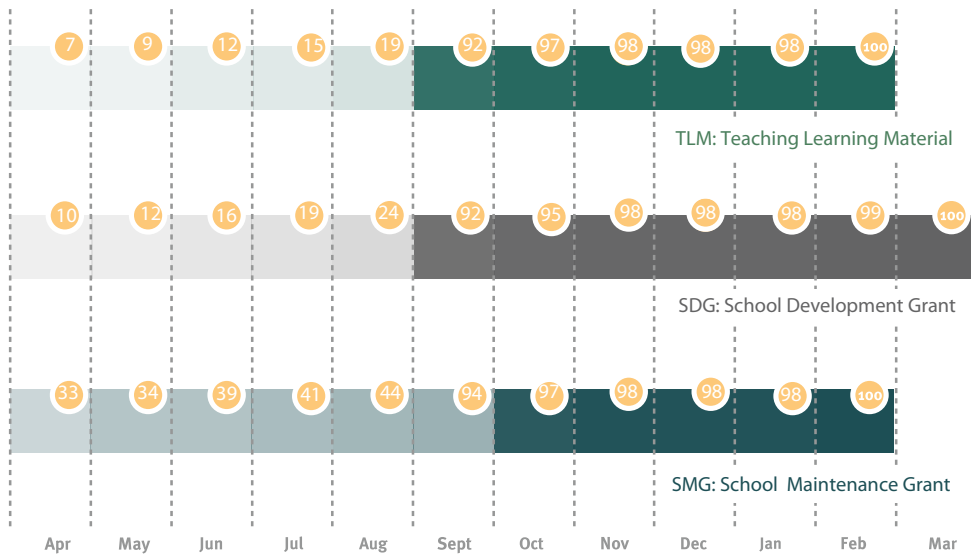 7 9 12 15 19 92 97 98 98 98 100
TLM: Teaching Learning Material
10 12 16 19 24 92 95 98 98 98 99 100
SDG: School Development Grant
33 34 39 41 44 94 97 98 98 98 100
SMG: School Maintenance Grant
Apr May Jun Jul Aug Sept Oct Nov Dec Jan Feb Mar